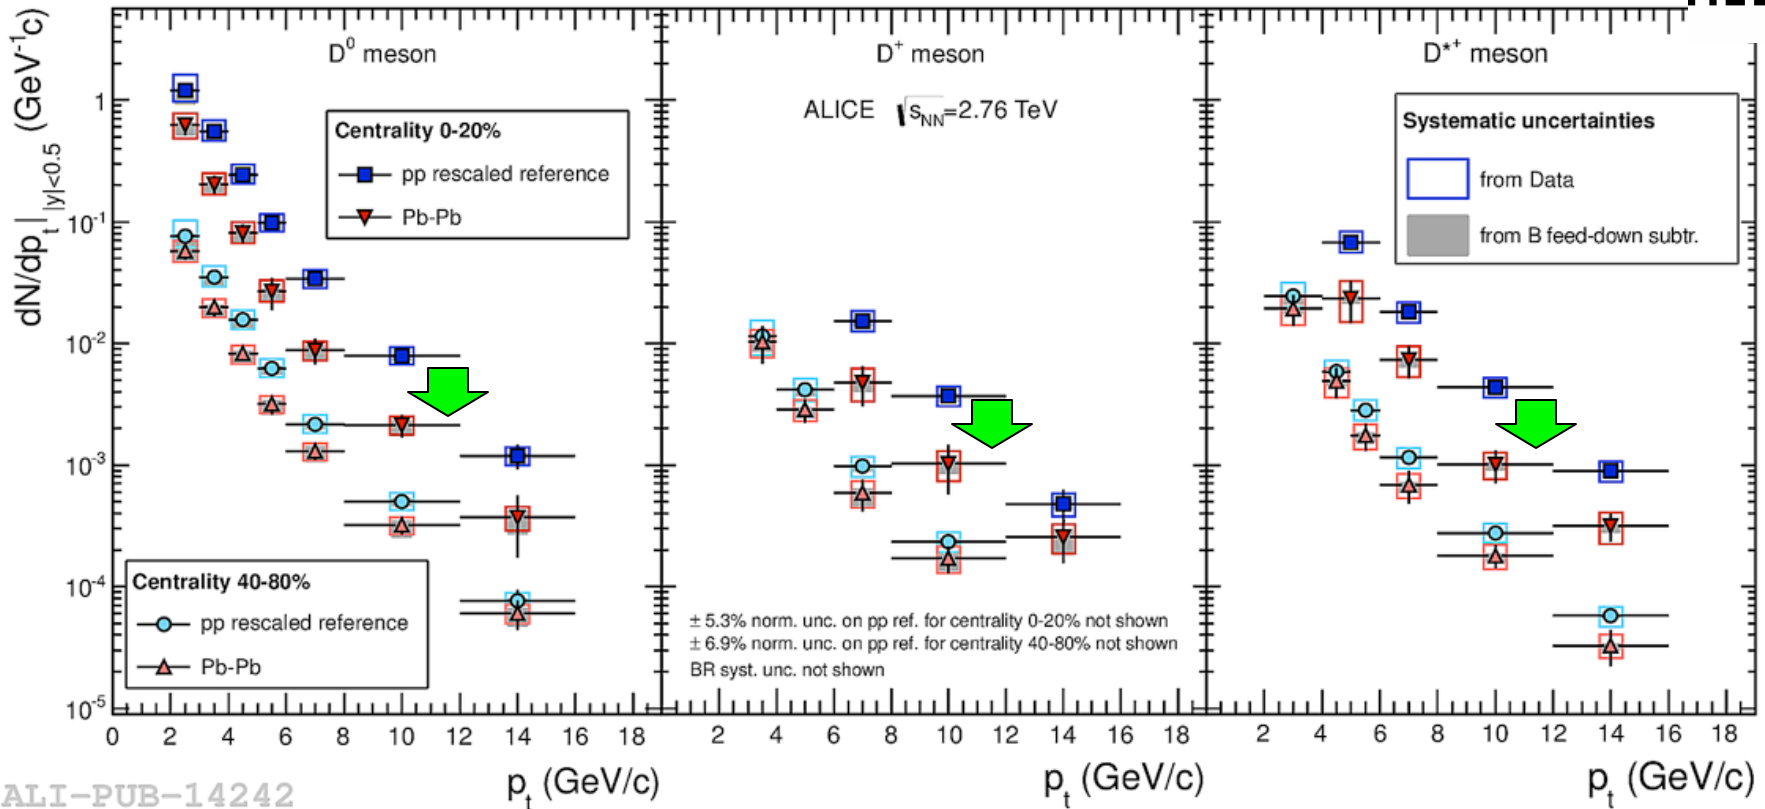 dN/dp_t|_|y|<0.5 (GeV⁻¹c)
D⁰ meson
D⁺ meson
D*⁺ meson
ALICE √s_NN=2.76 TeV
Centrality 0-20%
pp rescaled reference
Pb-Pb
Systematic uncertainties
from Data
from B feed-down subtr.
1
10⁻¹
10⁻²
10⁻³
10⁻⁴
10⁻⁵
Centrality 40-80%
pp rescaled reference
Pb-Pb
± 5.3% norm. unc. on pp ref. for centrality 0-20% not shown
± 6.9% norm. unc. on pp ref. for centrality 40-80% not shown
BR syst. unc. not shown
0 2 4 6 8 10 12 14 16 18
2 4 6 8 10 12 14 16 18
2 4 6 8 10 12 14 16 18
p_t (GeV/c)
p_t (GeV/c)
p_t (GeV/c)
ALI-PUB-14242